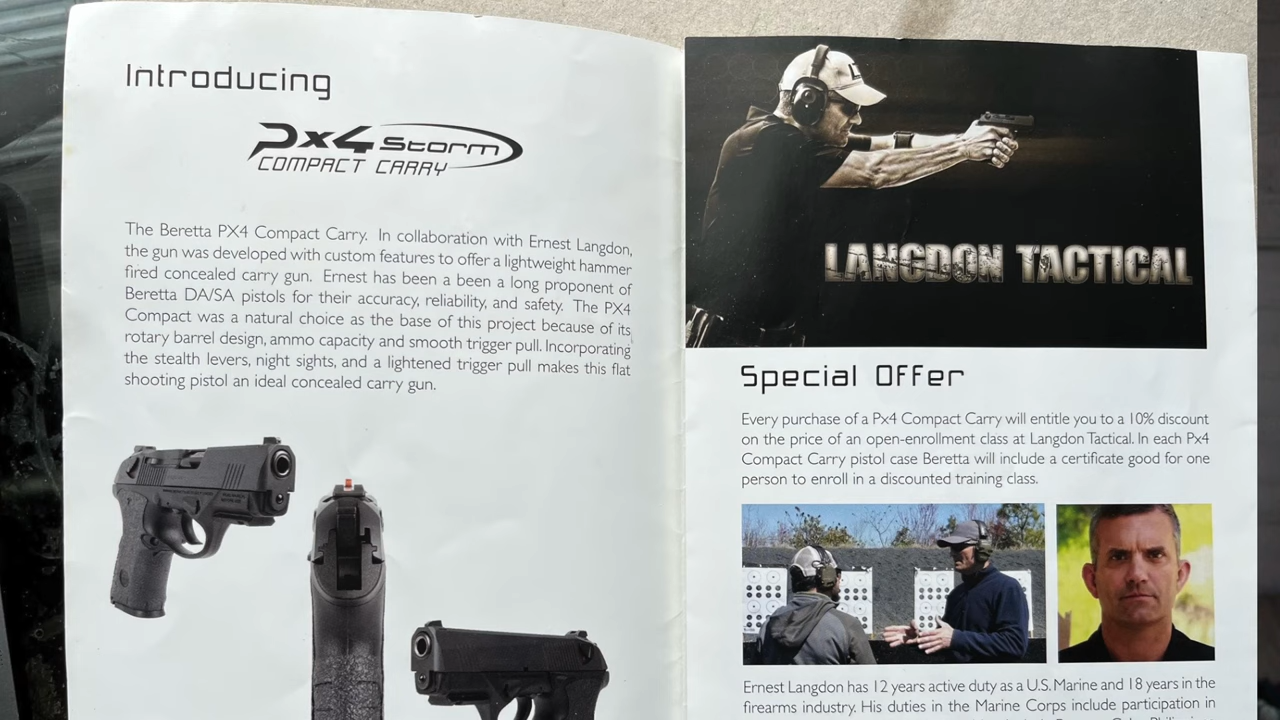 Introducing
Px4 Storm
COMPACT CARRY
The Beretta PX4 Compact Carry. In collaboration with Ernest Langdon,
the gun was developed with custom features to offer a lightweight hammer
fired concealed carry gun. Ernest has been a been a long proponent of
Beretta DA/SA pistols for their accuracy, reliability, and safety. The PX4
Compact was a natural choice as the base of this project because of its
rotary barrel design, ammo capacity and smooth trigger pull. Incorporating
the stealth levers, night sights, and a lightened trigger pull makes this flat
shooting pistol an ideal concealed carry gun.
LANGDON TACTICAL
Special Offer
Every purchase of a Px4 Compact Carry will entitle you to a 10% discount
on the price of an open-enrollment class at Langdon Tactical. In each Px4
Compact Carry pistol case Beretta will include a certificate good for one
person to enroll in a discounted training class.
Ernest Langdon has 12 years active duty as a U.S. Marine and 18 years in the
firearms industry. His duties in the Marine Corps include participation in